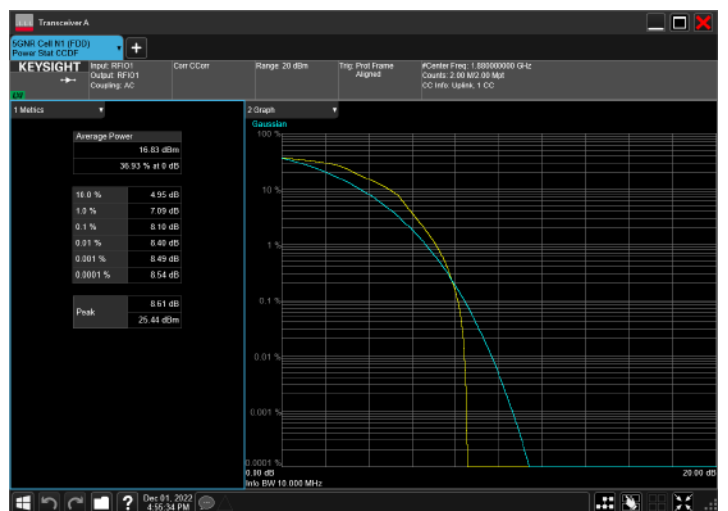 Transceiver A
5GNR Cell N1 (FDD)
Power Stat CCDF
KEYSIGHT
Input: RFIO1
Output: RFIO1
Coupling: AC
Corr CCorr
Range: 20 dBm
Trig: Prot Frame
Aligned
#Center Freq: 1.880000000 GHz
Counts: 2.00 M/2.00 Mpt
CC Info: Uplink, 1 CC
1 Metrics
Average Power
16.83 dBm
36.93 % at 0 dB
10.0 % 4.95 dB
1.0 % 7.09 dB
0.1 % 8.10 dB
0.01 % 8.40 dB
0.001 % 8.49 dB
0.0001 % 8.54 dB
Peak
8.61 dB
25.44 dBm
2 Graph
Gaussian
100 %
10 %
1 %
0.1 %
0.01 %
0.001 %
0.0001 %
0.00 dB
20.00 dB
Info BW 10.000 MHz
?
Dec 01, 2022
4:55:34 PM